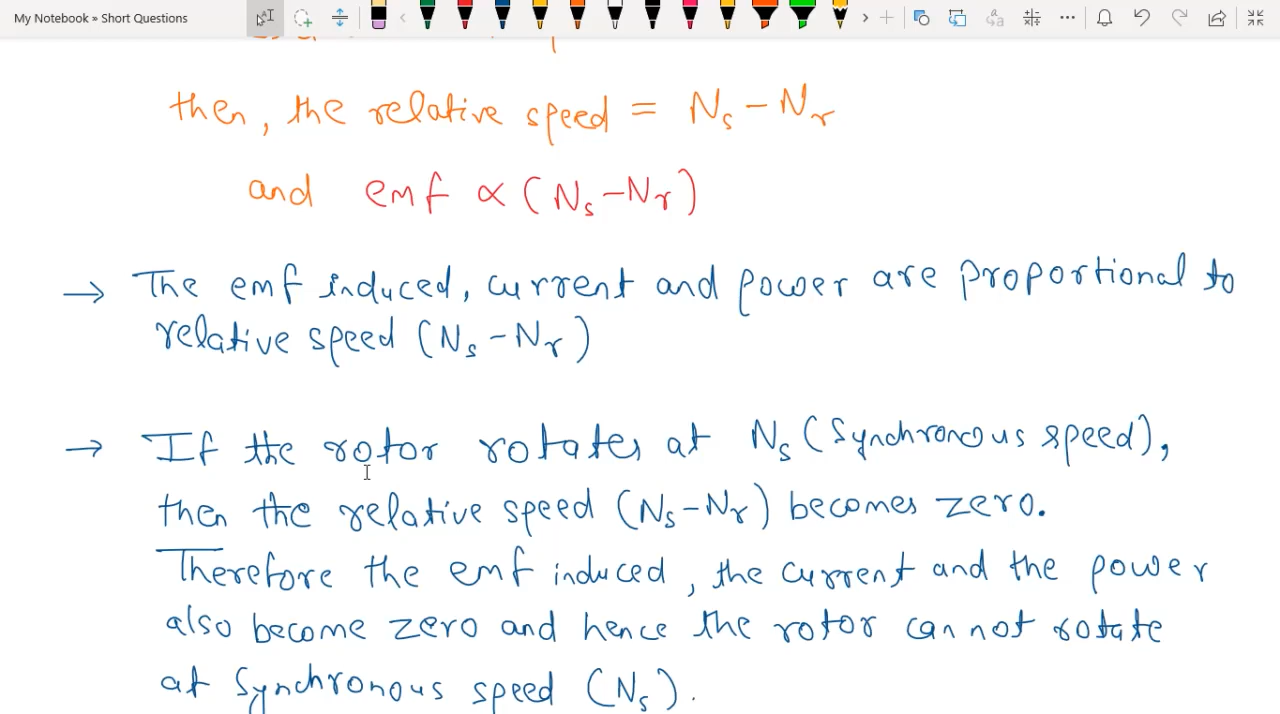 My Notebook » Short Questions
then, the relative speed = Ns - Nr
and emf ∝ (Ns - Nr)
→ The emf induced, current and power are proportional to
relative speed (Ns - Nr)
→ If the rotor rotates at Ns (Synchronous speed),
then the relative speed (Ns - Nr) becomes zero.
Therefore the emf induced, the current and the power
also become zero and hence the rotor can not rotate
at Synchronous speed (Ns).